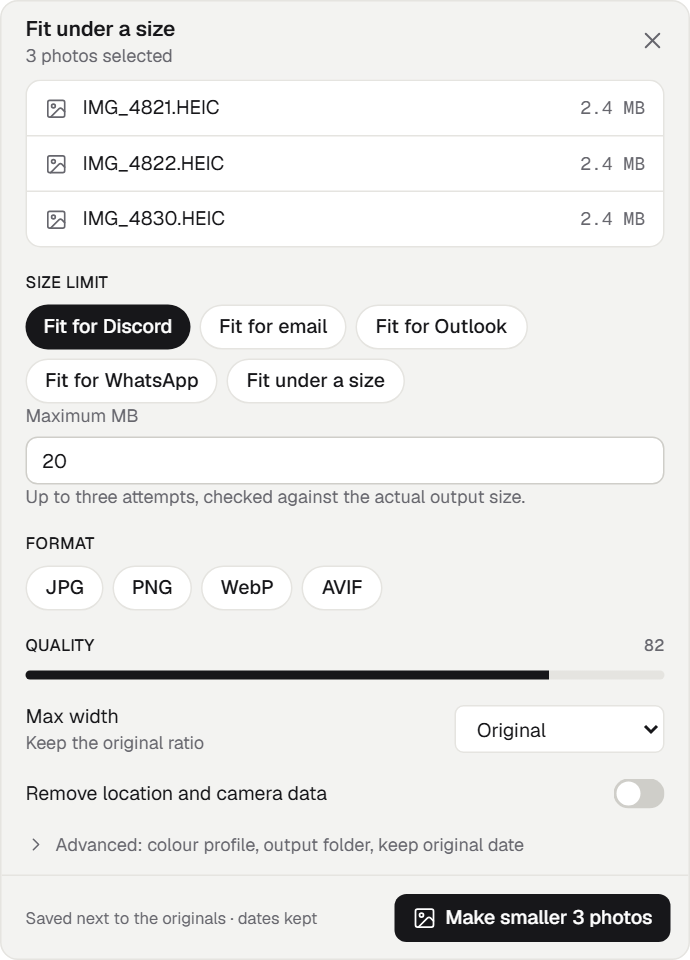 Fit under a size
3 photos selected
IMG_4821.HEIC 2.4 MB
IMG_4822.HEIC 2.4 MB
IMG_4830.HEIC 2.4 MB
SIZE LIMIT
Fit for Discord Fit for email Fit for Outlook
Fit for WhatsApp Fit under a size
Maximum MB
20
Up to three attempts, checked against the actual output size.
FORMAT
JPG PNG WebP AVIF
QUALITY 82
Max width
Keep the original ratio
Original
Remove location and camera data
Advanced: colour profile, output folder, keep original date
Saved next to the originals · dates kept
Make smaller 3 photos